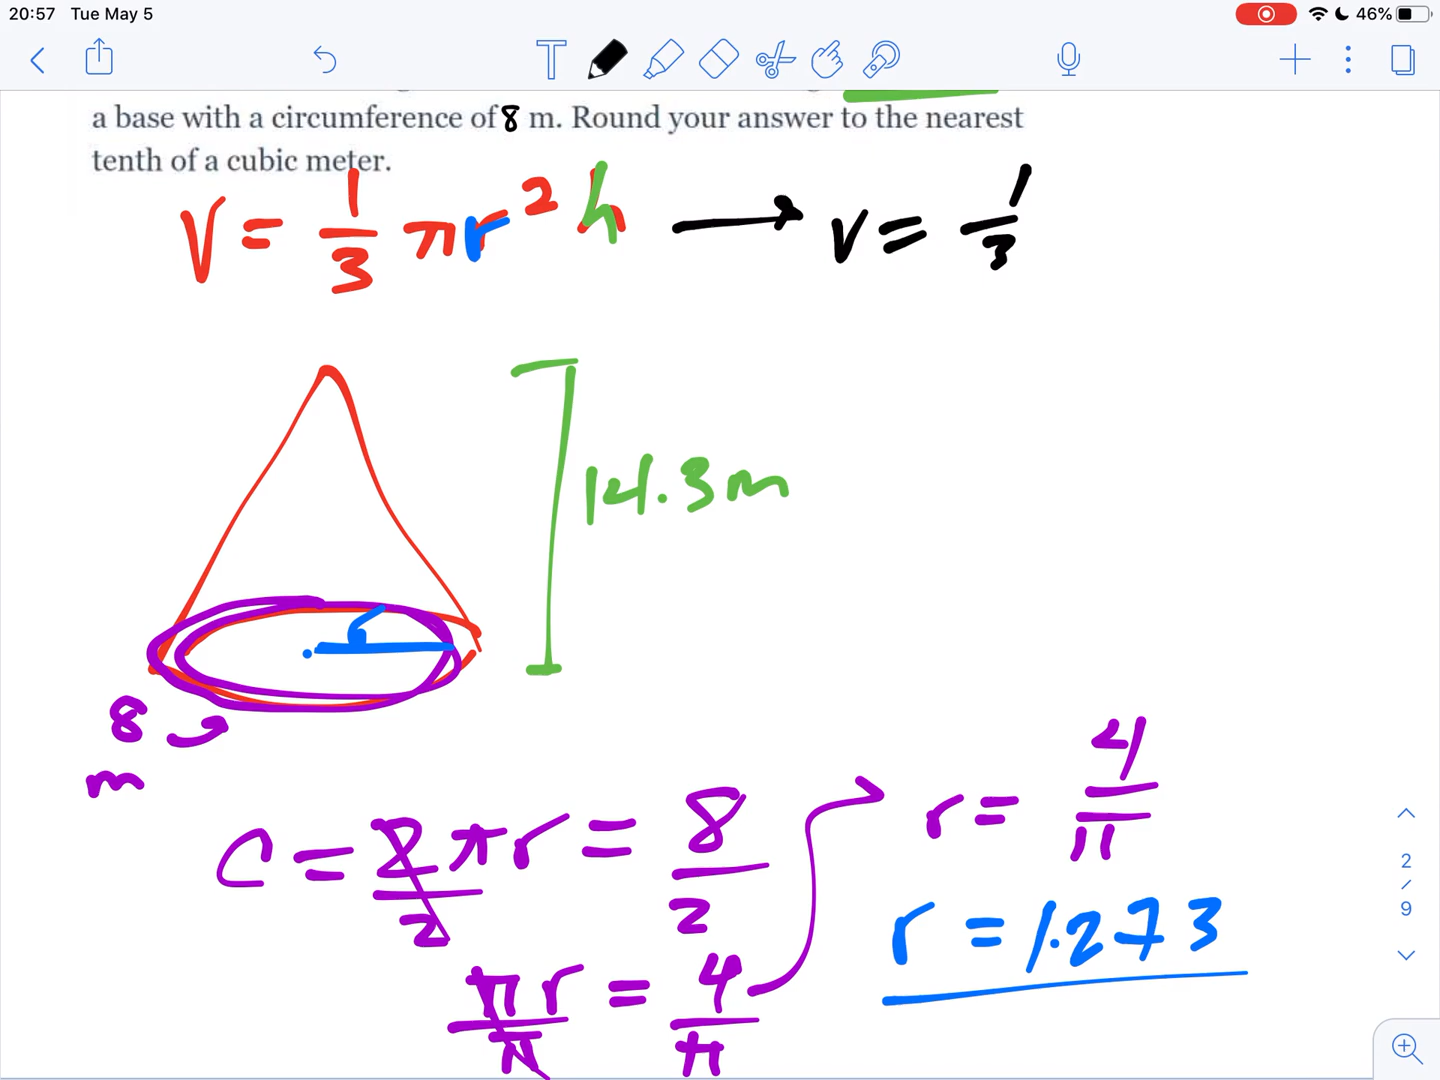 20:57 Tue May 5
46%
T
a base with a circumference of 8 m. Round your answer to the nearest
tenth of a cubic meter.
V = 1/3 πr² h → V = 1/3
14.3m
r
8
m
C = 2πr/2 = 8/2
πr/π = 4/π
r = 4/π
r = 1.273
2
/
9